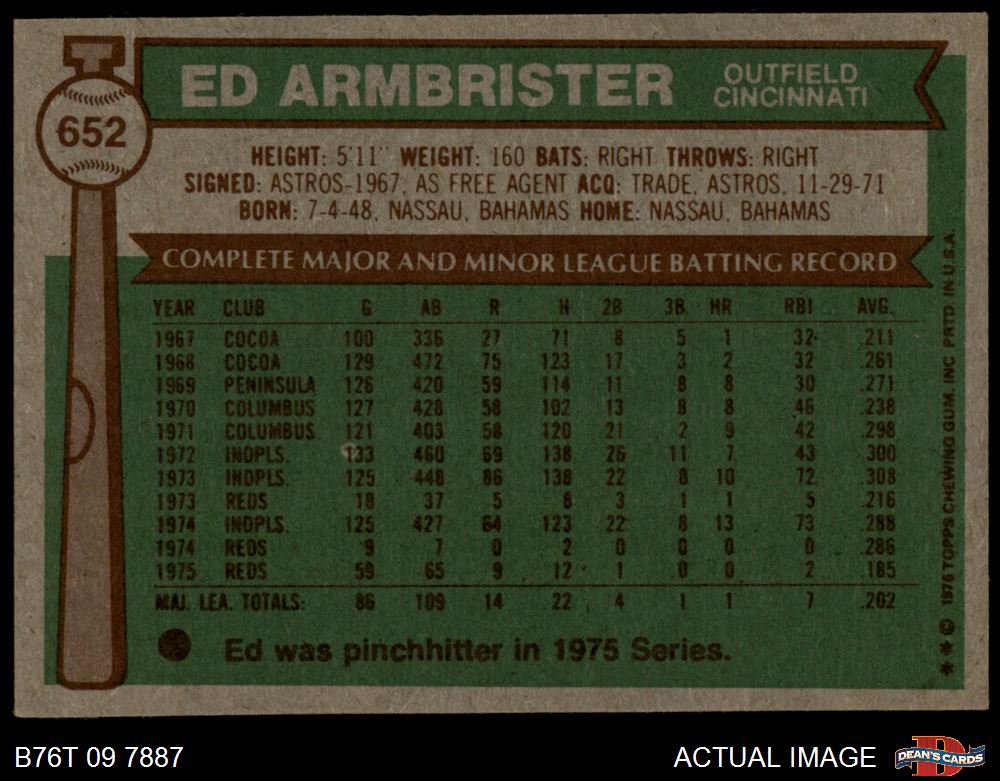 652
ED ARMBRISTER
OUTFIELD
CINCINNATI
HEIGHT: 5'11" WEIGHT: 160 BATS: RIGHT THROWS: RIGHT
SIGNED: ASTROS-1967, AS FREE AGENT ACQ: TRADE, ASTROS, 11-29-71
BORN: 7-4-48, NASSAU, BAHAMAS HOME: NASSAU, BAHAMAS
COMPLETE MAJOR AND MINOR LEAGUE BATTING RECORD
YEAR CLUB G AB R H 2B 3B HR RBI AVG.
1967 COCOA 100 336 27 71 8 5 1 32 .211
1968 COCOA 129 472 75 123 17 3 2 32 .261
1969 PENINSULA 126 420 59 114 11 8 8 30 .271
1970 COLUMBUS 127 428 58 102 13 8 46 .238
1971 COLUMBUS 121 403 58 120 21 2 9 42 .298
1972 INDPLS. 133 460 69 138 26 11 7 43 .300
1973 INDPLS. 125 448 86 138 22 8 10 72 .308
1973 REDS 18 37 5 8 3 1 1 5 .216
1974 INDPLS. 125 427 64 123 22 8 13 73 .288
1974 REDS 9 7 0 2 0 0 0 0 .286
1975 REDS 59 65 9 12 1 0 0 2 .185
MAJ. LEA. TOTALS: 86 109 14 22 4 1 1 7 .202
Ed was pinchhitter in 1975 Series.
** © 1976 TOPPS CHEWING GUM, INC. PRTD IN U.S.A.
B76T 09 7887
ACTUAL IMAGE
D
DEAN'S CARDS